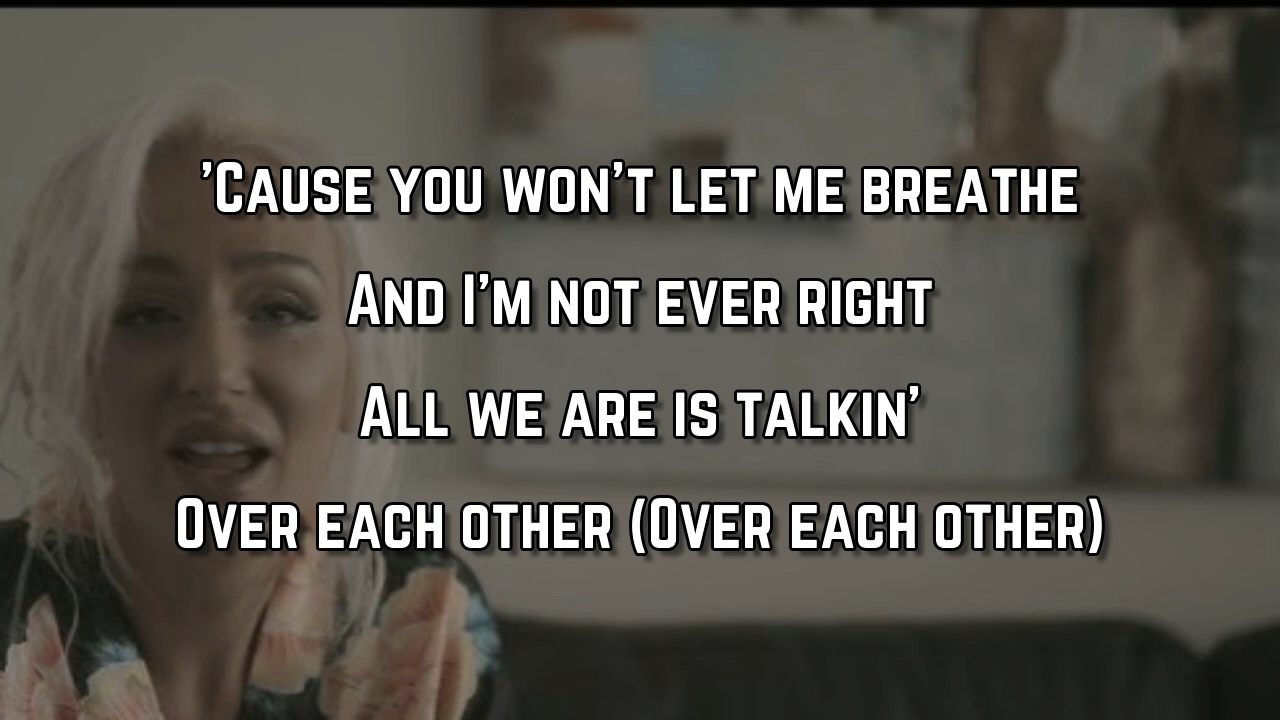 ’Cause you won’t let me breathe
And I’m not ever right
All we are is talkin’
Over each other (Over each other)